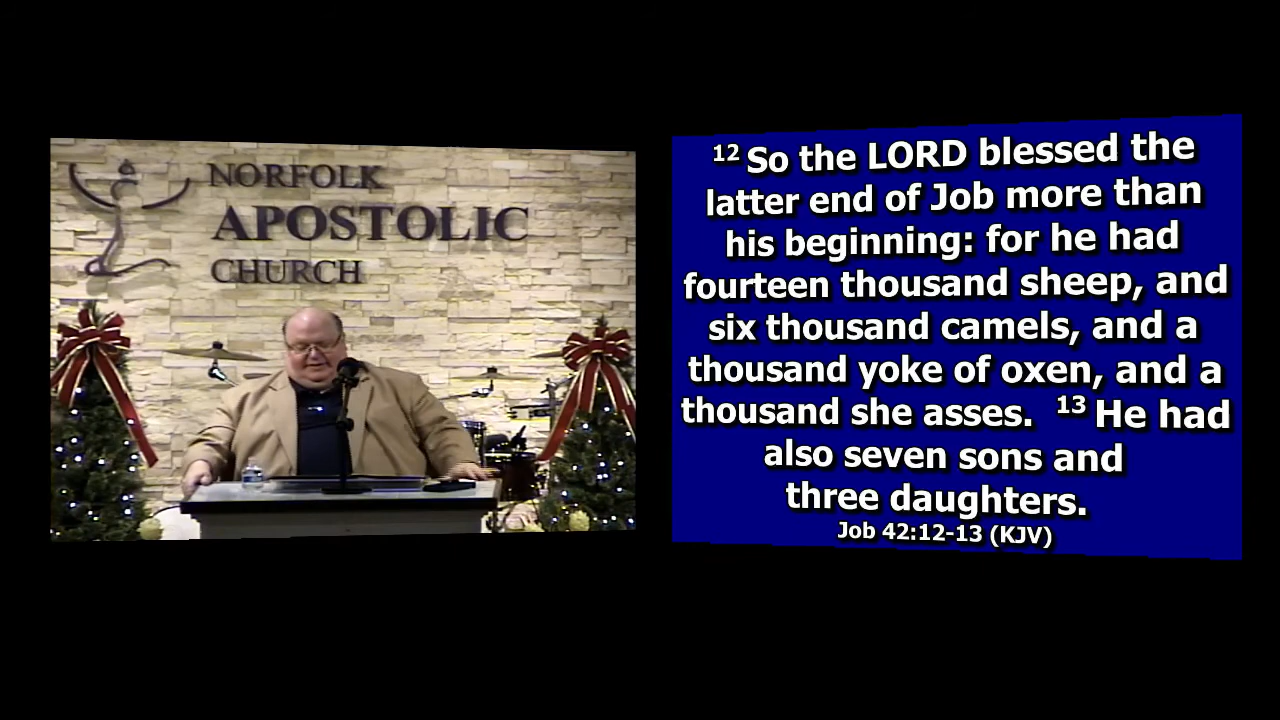 NORFOLK
APOSTOLIC
CHURCH
12 So the LORD blessed the
latter end of Job more than
his beginning: for he had
fourteen thousand sheep, and
six thousand camels, and a
thousand yoke of oxen, and a
thousand she asses. 13 He had
also seven sons and
three daughters.
Job 42:12-13 (KJV)